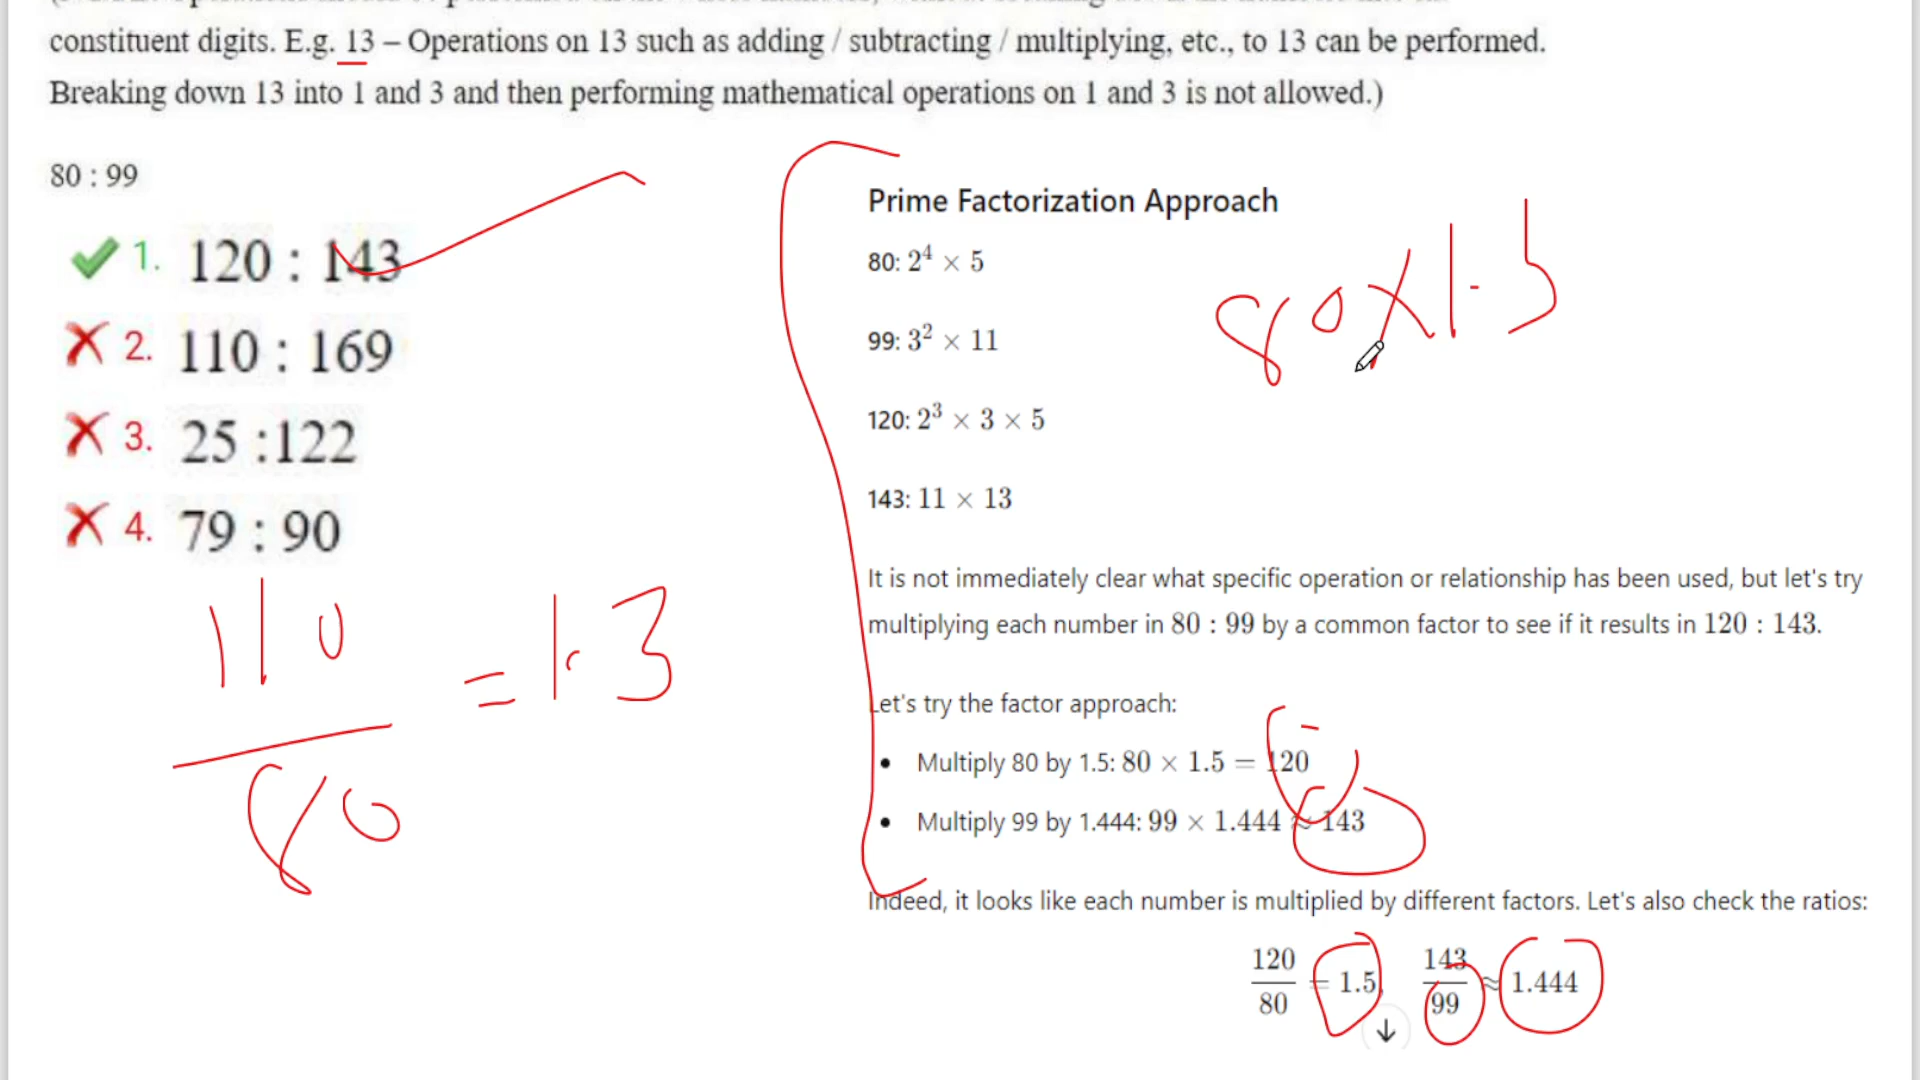 constituent digits. E.g. 13 – Operations on 13 such as adding / subtracting / multiplying, etc., to 13 can be performed.
Breaking down 13 into 1 and 3 and then performing mathematical operations on 1 and 3 is not allowed.)
80 : 99
1. 120 : 143
2. 110 : 169
3. 25 :122
4. 79 : 90
110
80
= 1.3
Prime Factorization Approach
80: 2⁴ × 5
99: 3² × 11
120: 2³ × 3 × 5
143: 11 × 13
80 x 1.5
It is not immediately clear what specific operation or relationship has been used, but let's try
multiplying each number in 80 : 99 by a common factor to see if it results in 120 : 143.
Let's try the factor approach:
• Multiply 80 by 1.5: 80 × 1.5 = 120
• Multiply 99 by 1.444: 99 × 1.444 ≈ 143
Indeed, it looks like each number is multiplied by different factors. Let's also check the ratios:
120/80 = 1.5, 143/99 ≈ 1.444